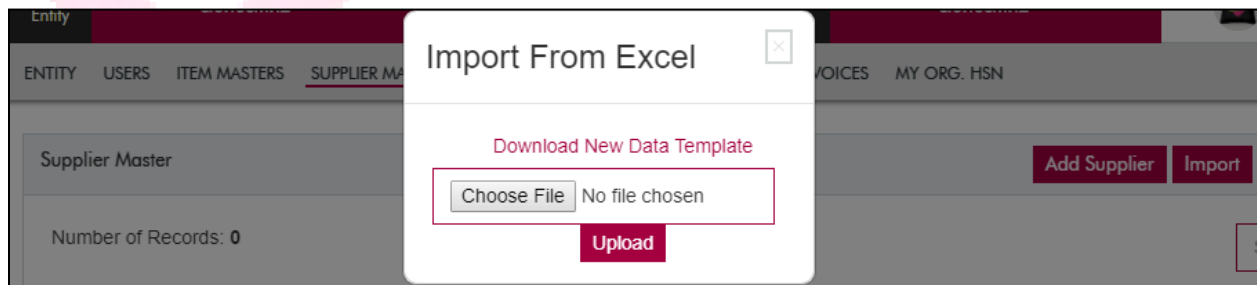 Entity
Import From Excel
ENTITY USERS ITEM MASTERS SUPPLIER MA VOICES MY ORG. HSN
Download New Data Template
Supplier Master Add Supplier Import
Choose File No file chosen
Number of Records: 0
Upload